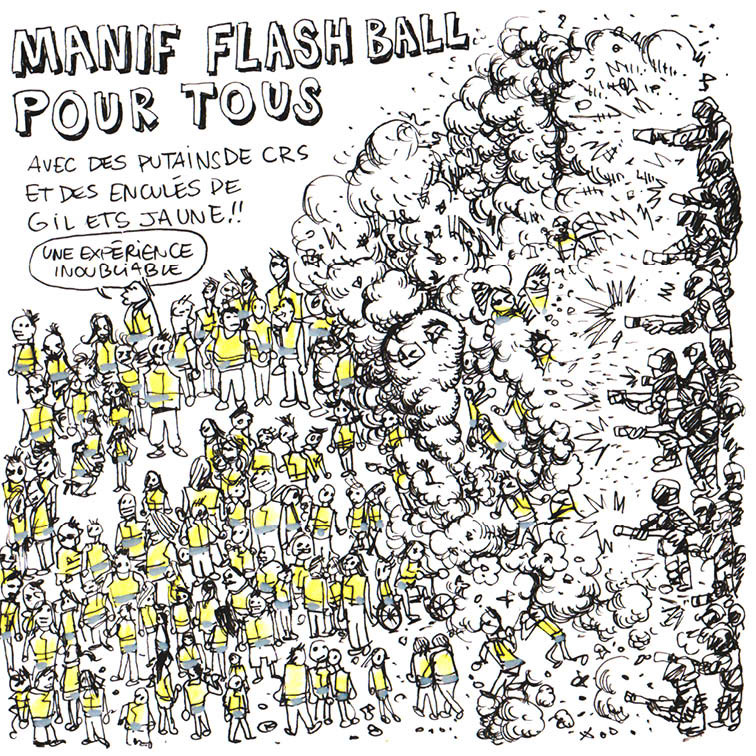 MANIF FLASH BALL
POUR TOUS
AVEC DES PUTAINS DE CRS
ET DES ENCULÉS DE
GILETS JAUNE!!
UNE EXPÉRIENCE
INOUBLIABLE